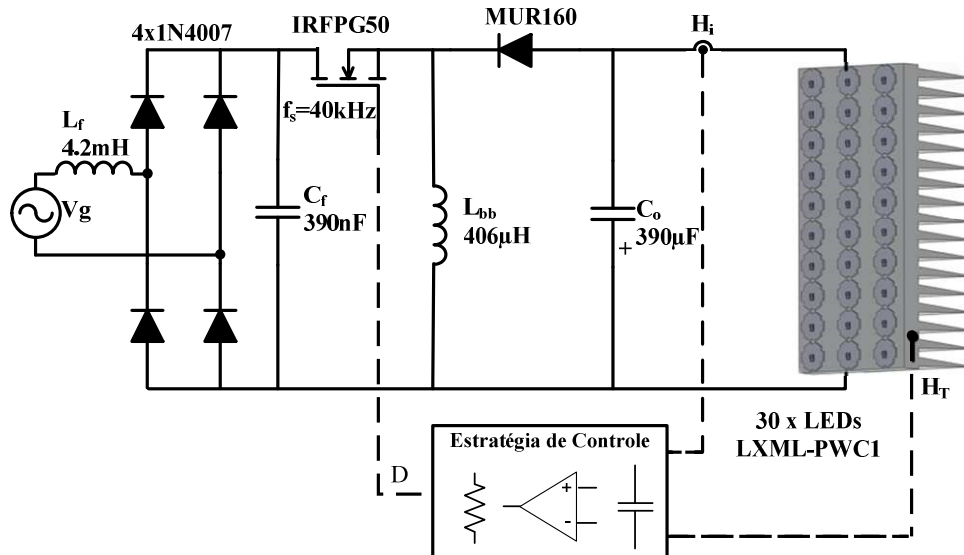 IRFPG50
MUR160
4x1N4007
Hi
fs=40kHz
Lf
4.2mH
Vg
Cf
390nF
Lbb
406µH
Co
390µF
+
HT
30 x LEDs
LXML-PWC1
Estratégia de Controle
D
+
-